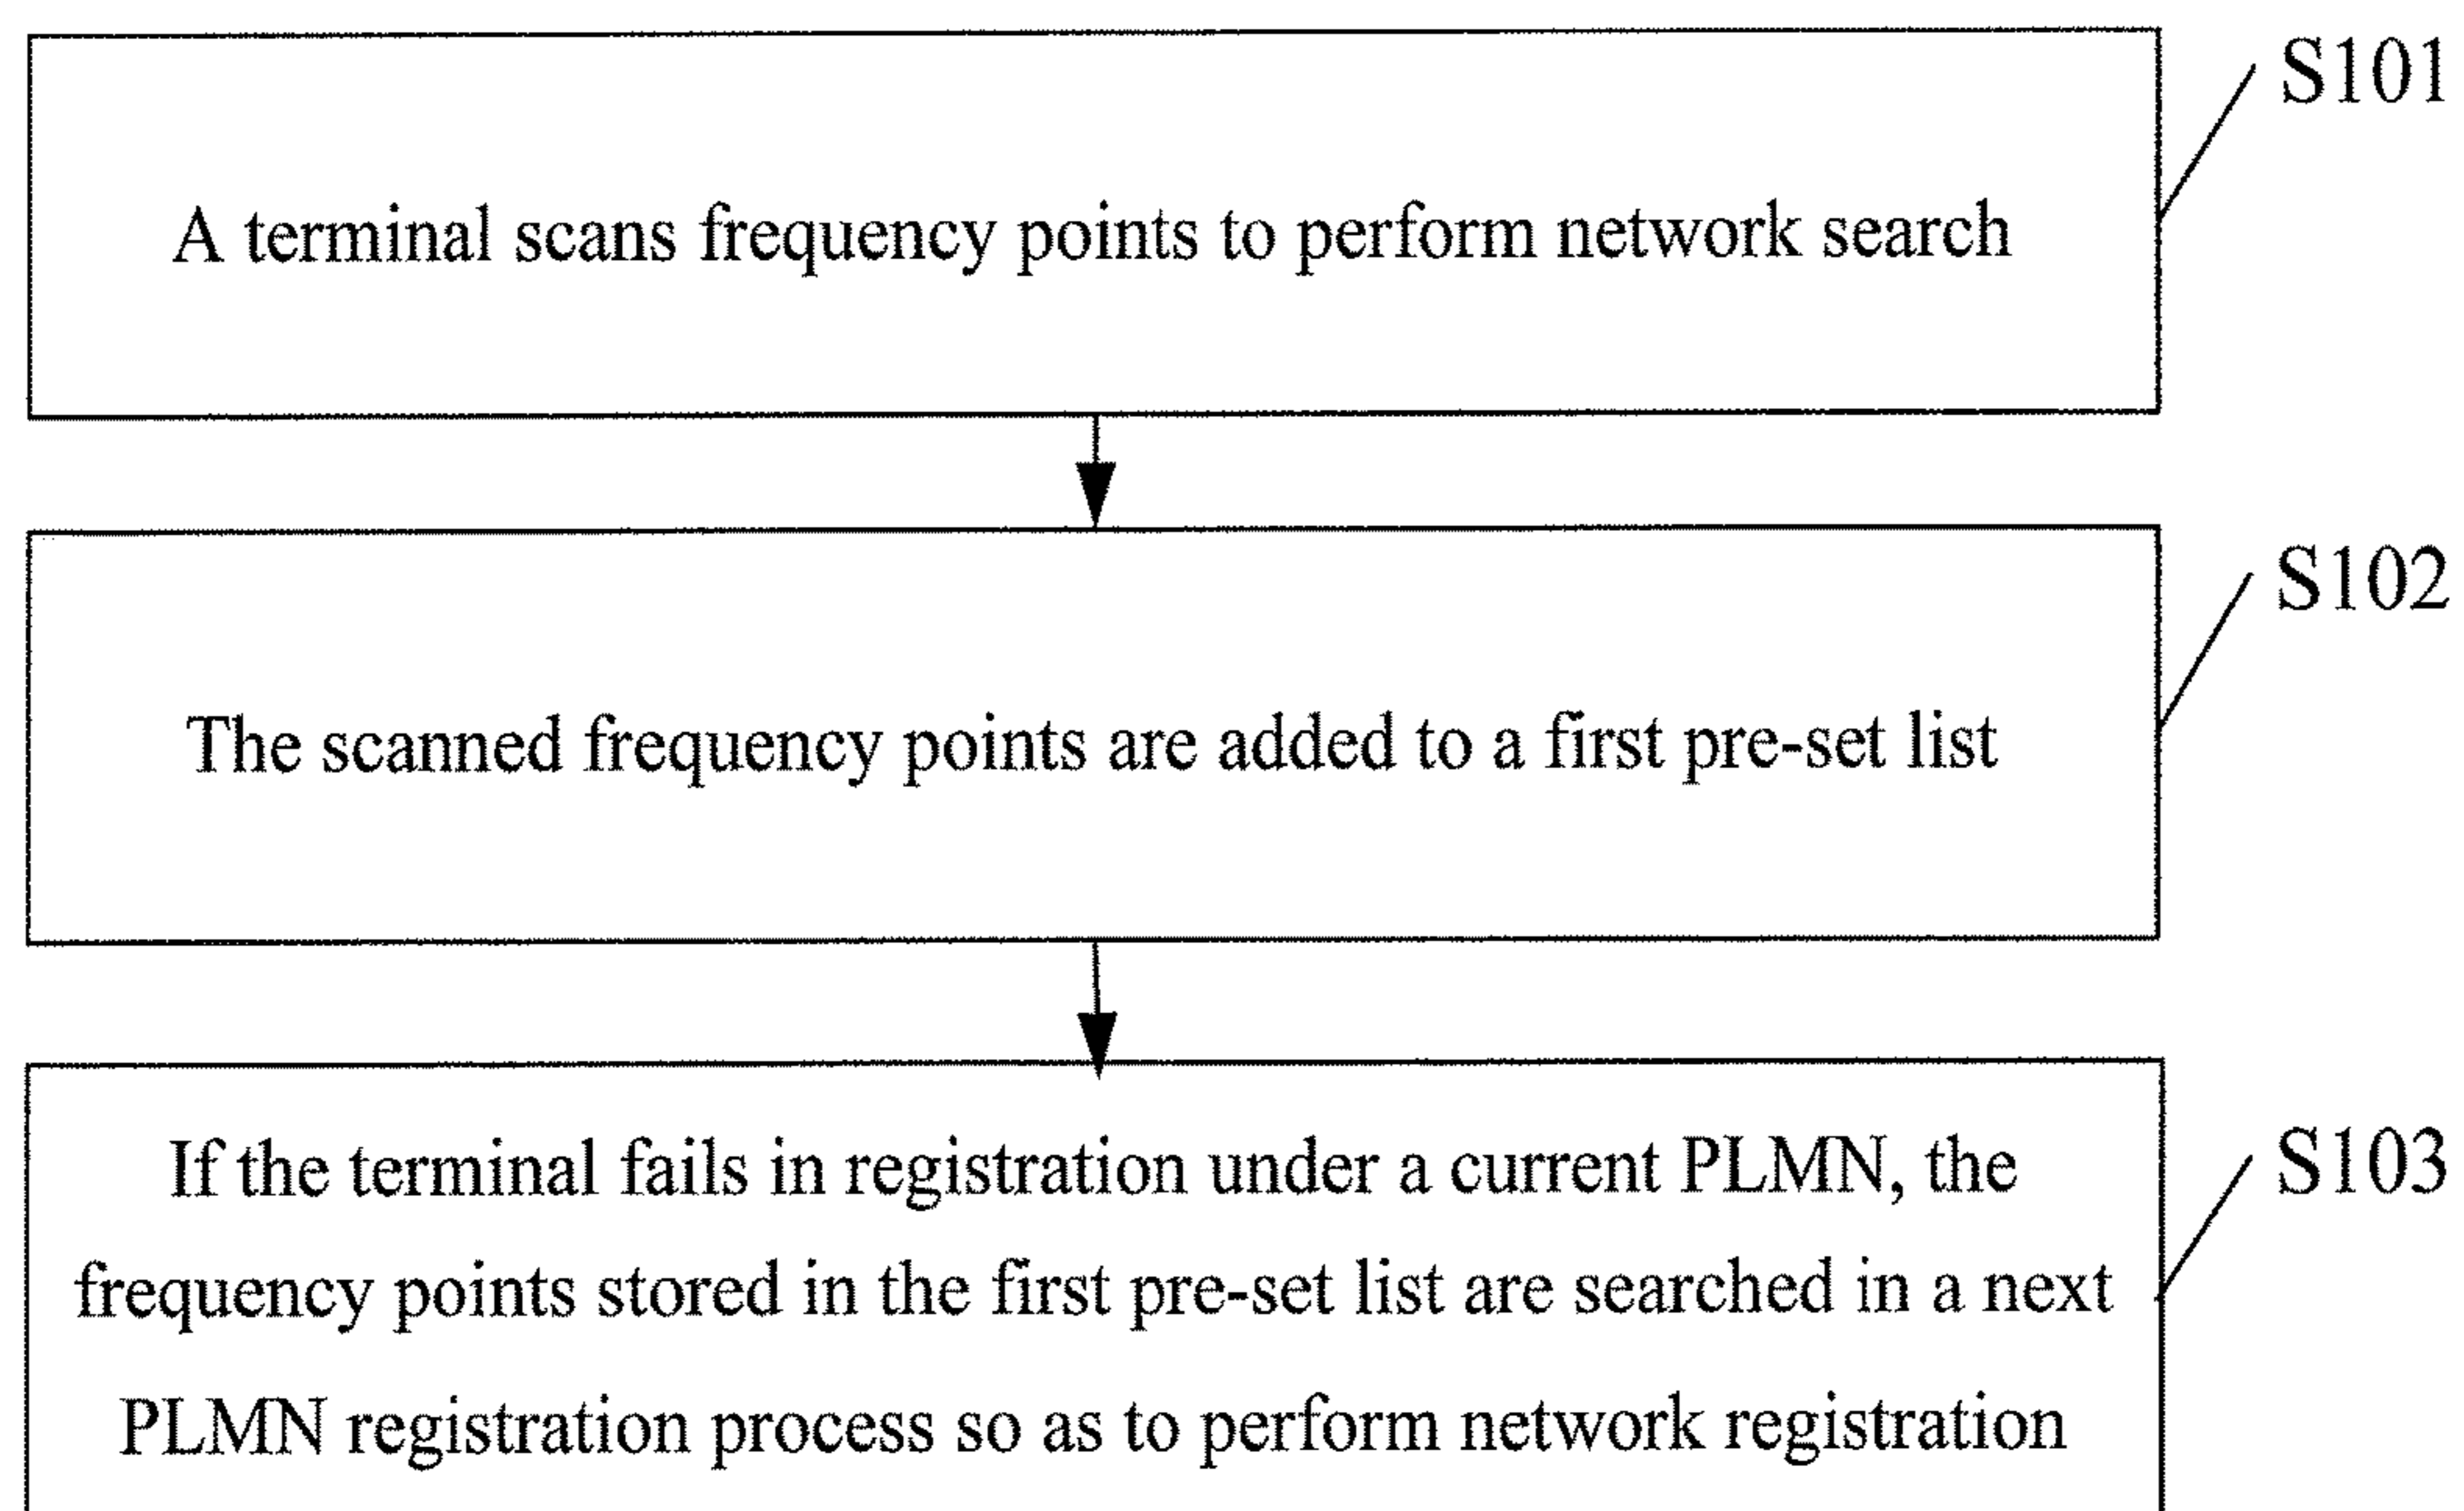 S101
A terminal scans frequency points to perform network search
S102
The scanned frequency points are added to a first pre-set list
S103
If the terminal fails in registration under a current PLMN, the
frequency points stored in the first pre-set list are searched in a next
PLMN registration process so as to perform network registration